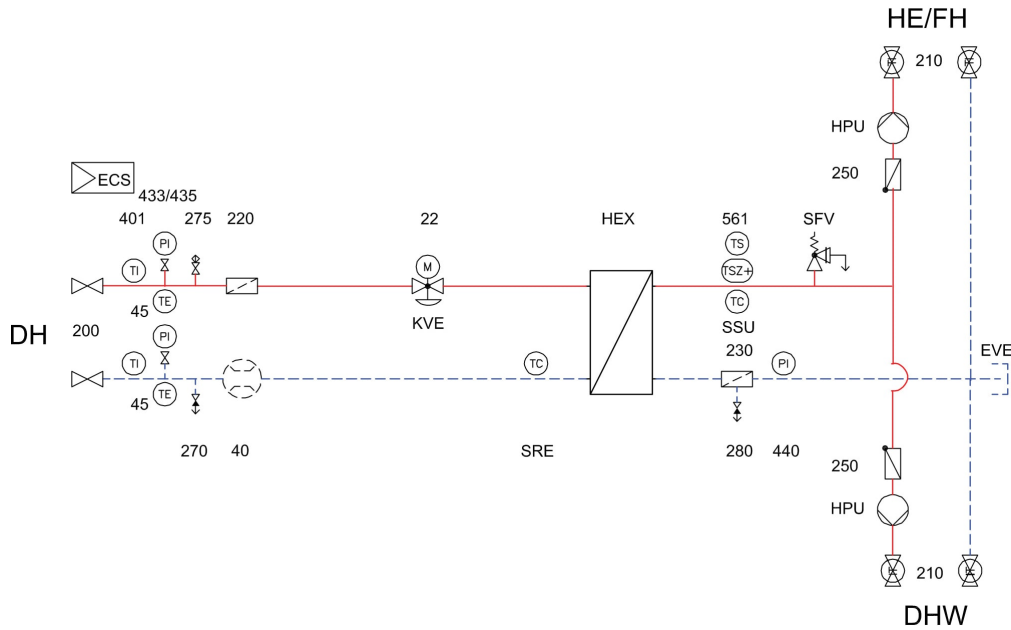 HE/FH
210
HPU
ECS
250
433/435
401 275 220 22 HEX 561 SFV
PI TS
TI M TSZ+
TE TC
45 KVE SSU
DH 200 PI 230 EVE
TI TC PI
TE
45
270 40 SRE 280 440 250
HPU
210
DHW